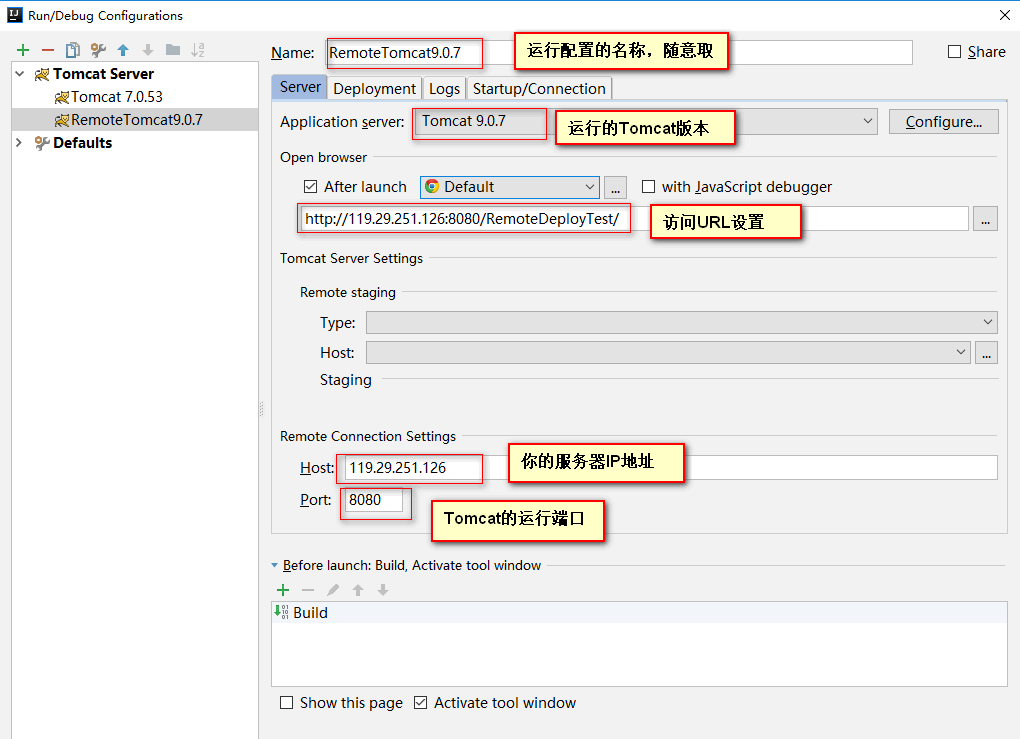 Run/Debug Configurations
Name: RemoteTomcat9.0.7 运行配置的名称，随意取 Share
Tomcat Server
Tomcat 7.0.53
RemoteTomcat9.0.7
Defaults
Server Deployment Logs Startup/Connection
Application server: Tomcat 9.0.7 运行的Tomcat版本 Configure...
Open browser
After launch Default ... with JavaScript debugger
http://119.29.251.126:8080/RemoteDeployTest/ 访问URL设置 ...
Tomcat Server Settings
Remote staging
Type:
Host: ...
Staging
Remote Connection Settings
Host: 119.29.251.126 你的服务器IP地址
Port: 8080 Tomcat的运行端口
Before launch: Build, Activate tool window
Build
Show this page Activate tool window